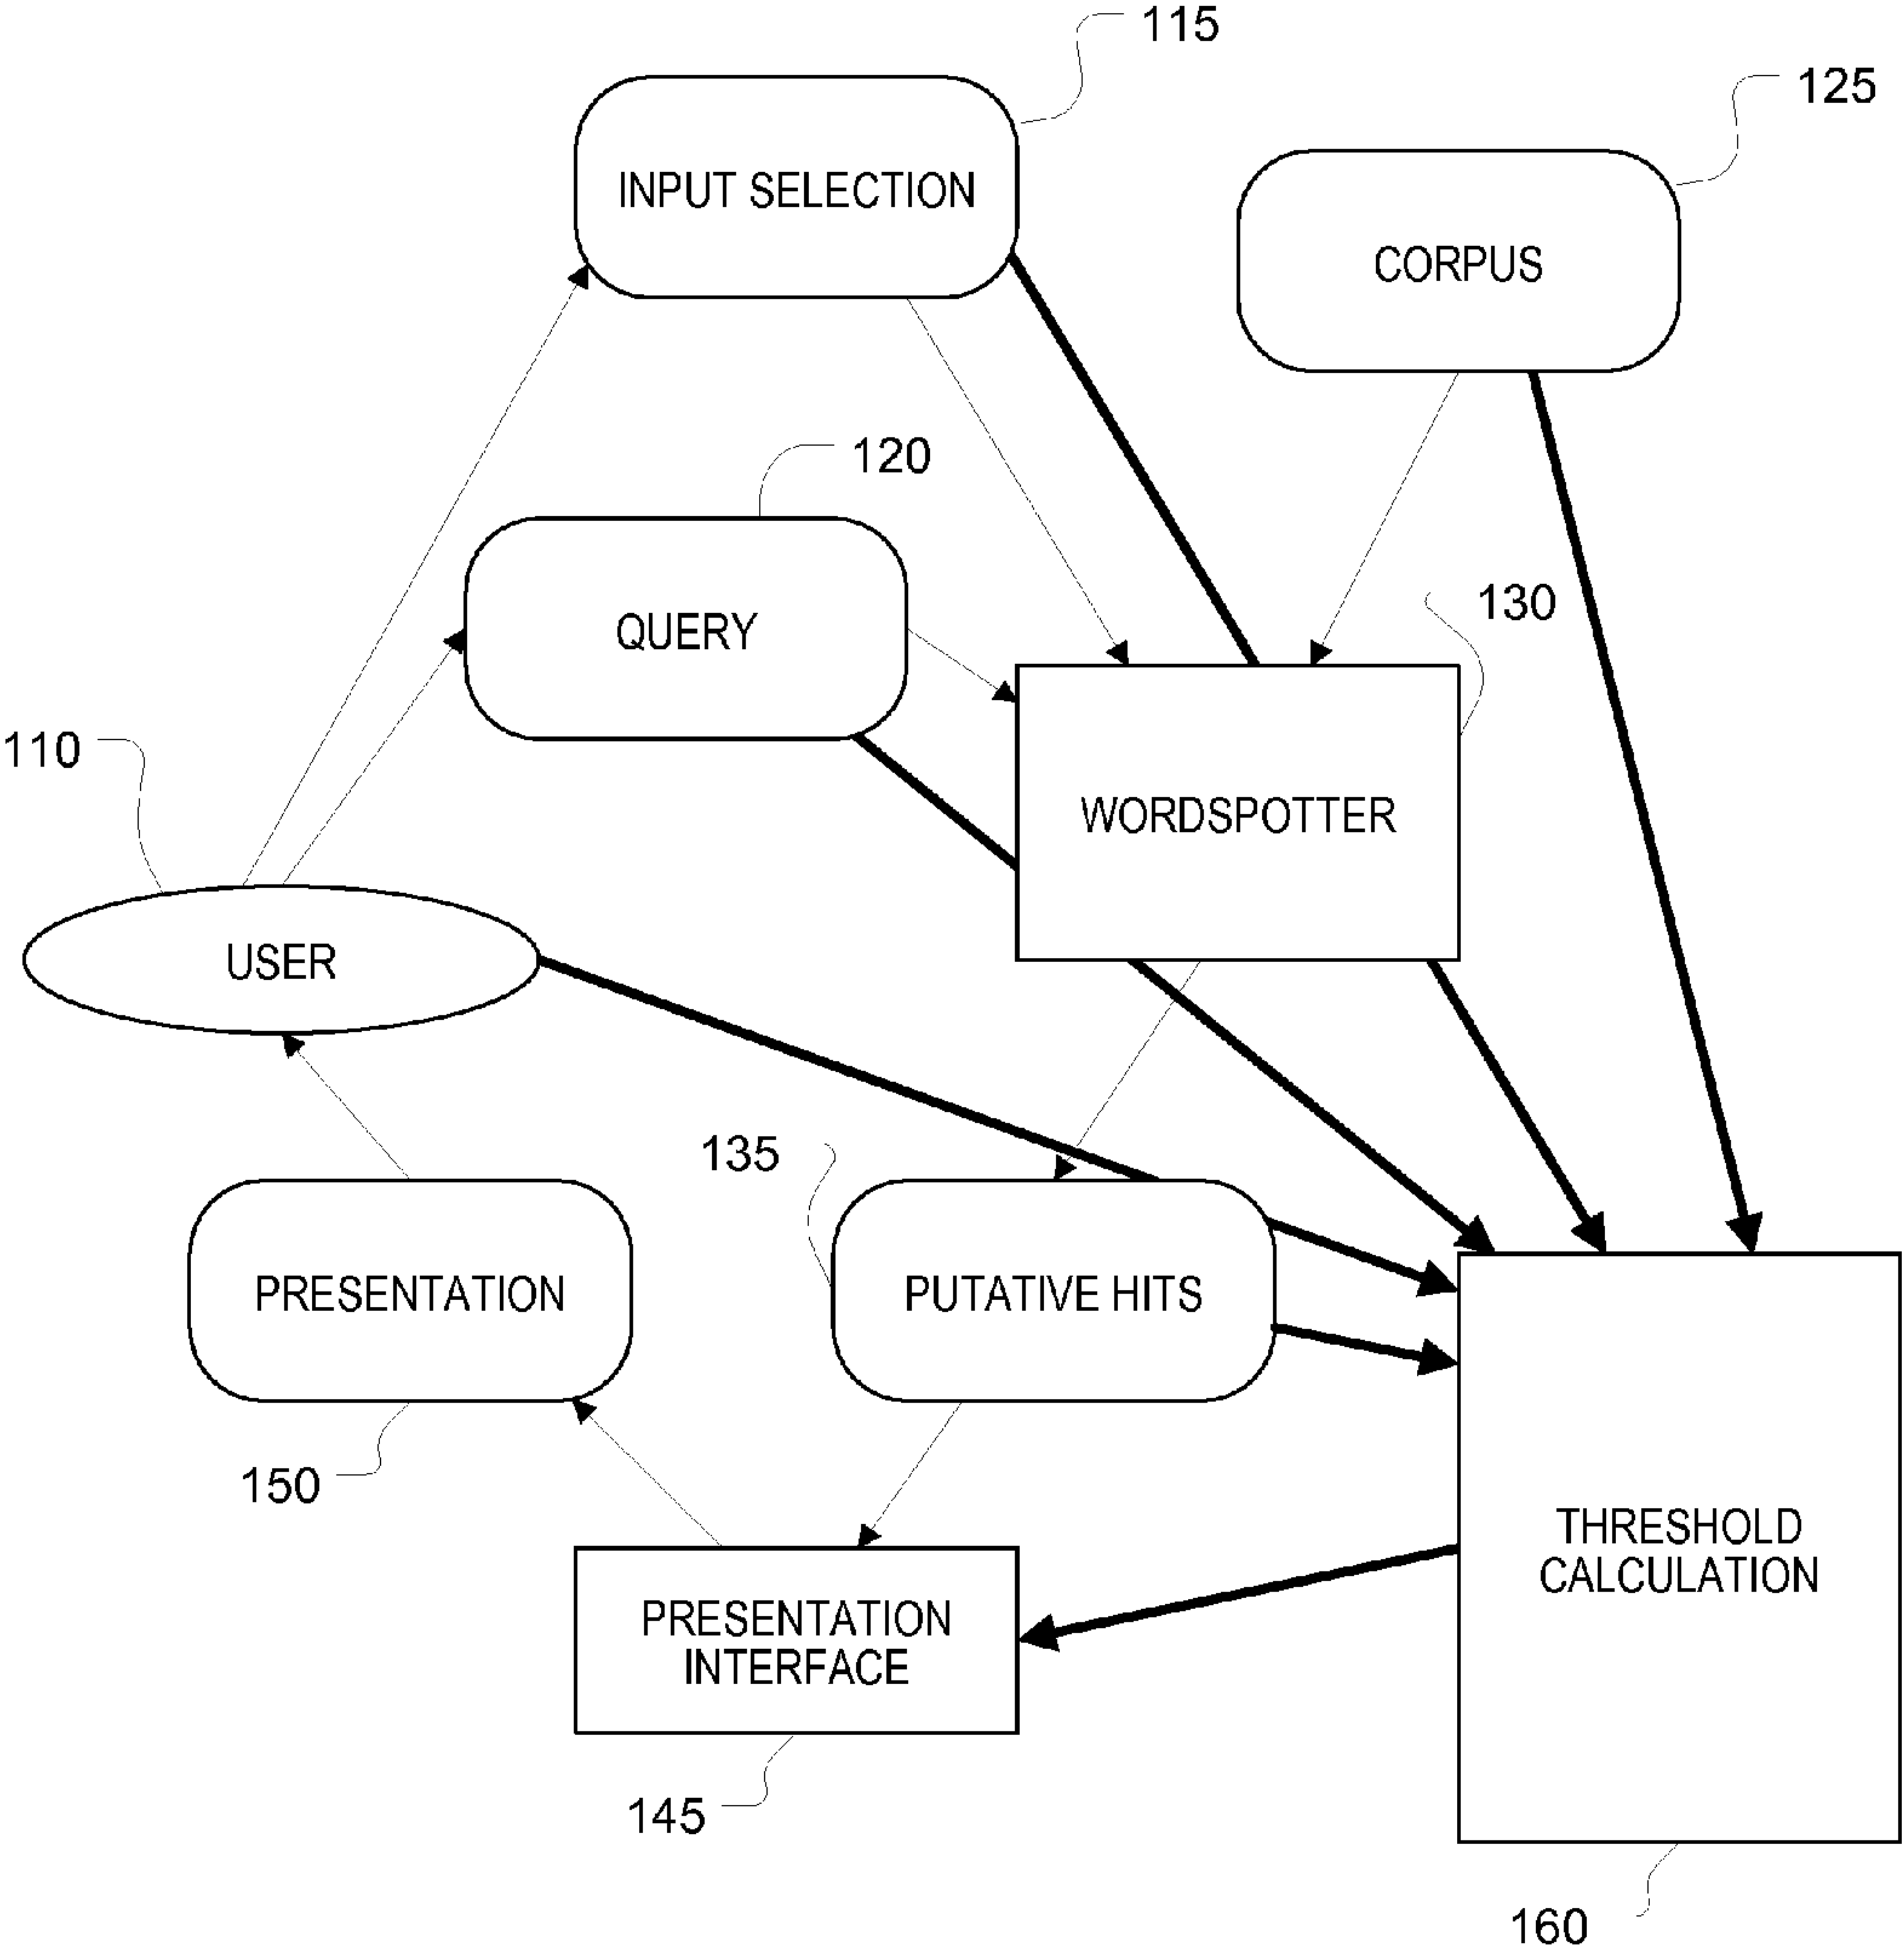 115
125
INPUT SELECTION
CORPUS
120
130
QUERY
110
WORDSPOTTER
USER
135
PRESENTATION
PUTATIVE HITS
150
THRESHOLD
CALCULATION
PRESENTATION
INTERFACE
145
160